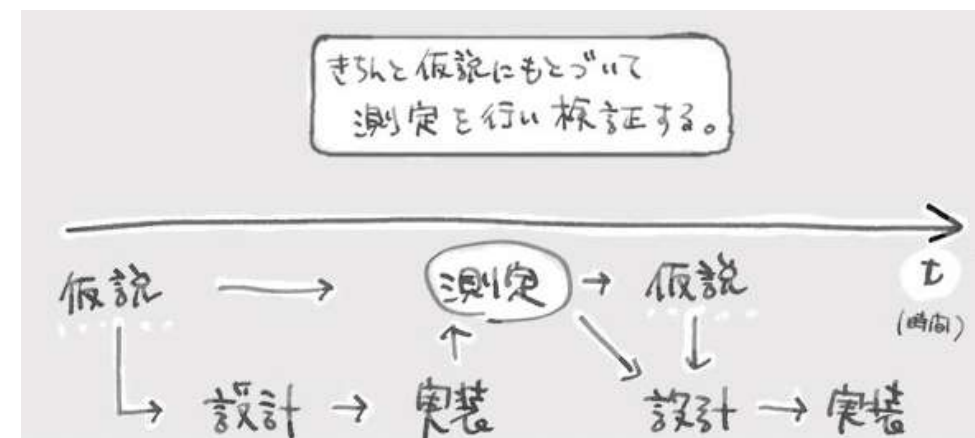 きちんと仮説にもとづいて
測定を行い検証する。
仮説 → 測定 → 仮説
t
(時間)
設計 → 実装 設計 → 実装